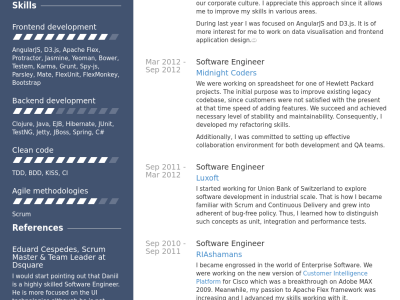 Skills
Frontend development
AngularJS, D3.js, Apache Flex,
Protractor, Jasmine, Yeoman, Bower,
Testem, Karma, Grunt, Spy-js,
Parsley, Mate, FlexUnit, FlexMonkey,
Bootstrap
Backend development
Clojure, Java, EJB, Hibernate, JUnit,
TestNG, Jetty, JBoss, Spring, C#
Clean code
TDD, BDD, KISS, CI
Agile methodologies
Scrum
References
Eduard Cespedes, Scrum
Master & Team Leader at
Dsquare
I would start pointing out that Daniil
is a highly skilled Software Engineer.
He is more focused on the UI
our corporate culture. I appreciate this approach since it allows
me to improve my skills in various areas.
During last year I was focused on AngularJS and D3.js. It is of
more interest for me to work on data visualisation and frontend
application design.
Mar 2012 -
Sep 2012
Software Engineer
Midnight Coders
We were working on spreadsheet for one of Hewlett Packard
projects. The initial purpose was to improve existing legacy
codebase, since customers were not satisfied with the present
at that time speed of adding features. We succeed and achieved
necessary level of stability and maintainability. Consequently, I
developed my refactoring skills.
Additionally, I was committed to setting up effective
collaboration environment for both development and QA teams.
Sep 2011 -
Mar 2012
Software Engineer
Luxoft
I started working for Union Bank of Switzerland to explore
software development in industrial scale. That is how I became
familiar with Scrum and Continuous Delivery and grew into
adherent of bug-free policy. Thus, I learned how to distinguish
such concepts as unit, integration and performance tests.
Sep 2010 -
Sep 2011
Software Engineer
RIAshamans
I became engrossed in the world of Enterprise Software. We
were working on the new version of Customer Intelligence
Platform for Cisco which was a breakthrough on Adobe MAX
2009. Meanwhile, my passion to Apache Flex framework was
increasing and I advanced my skills working with it.